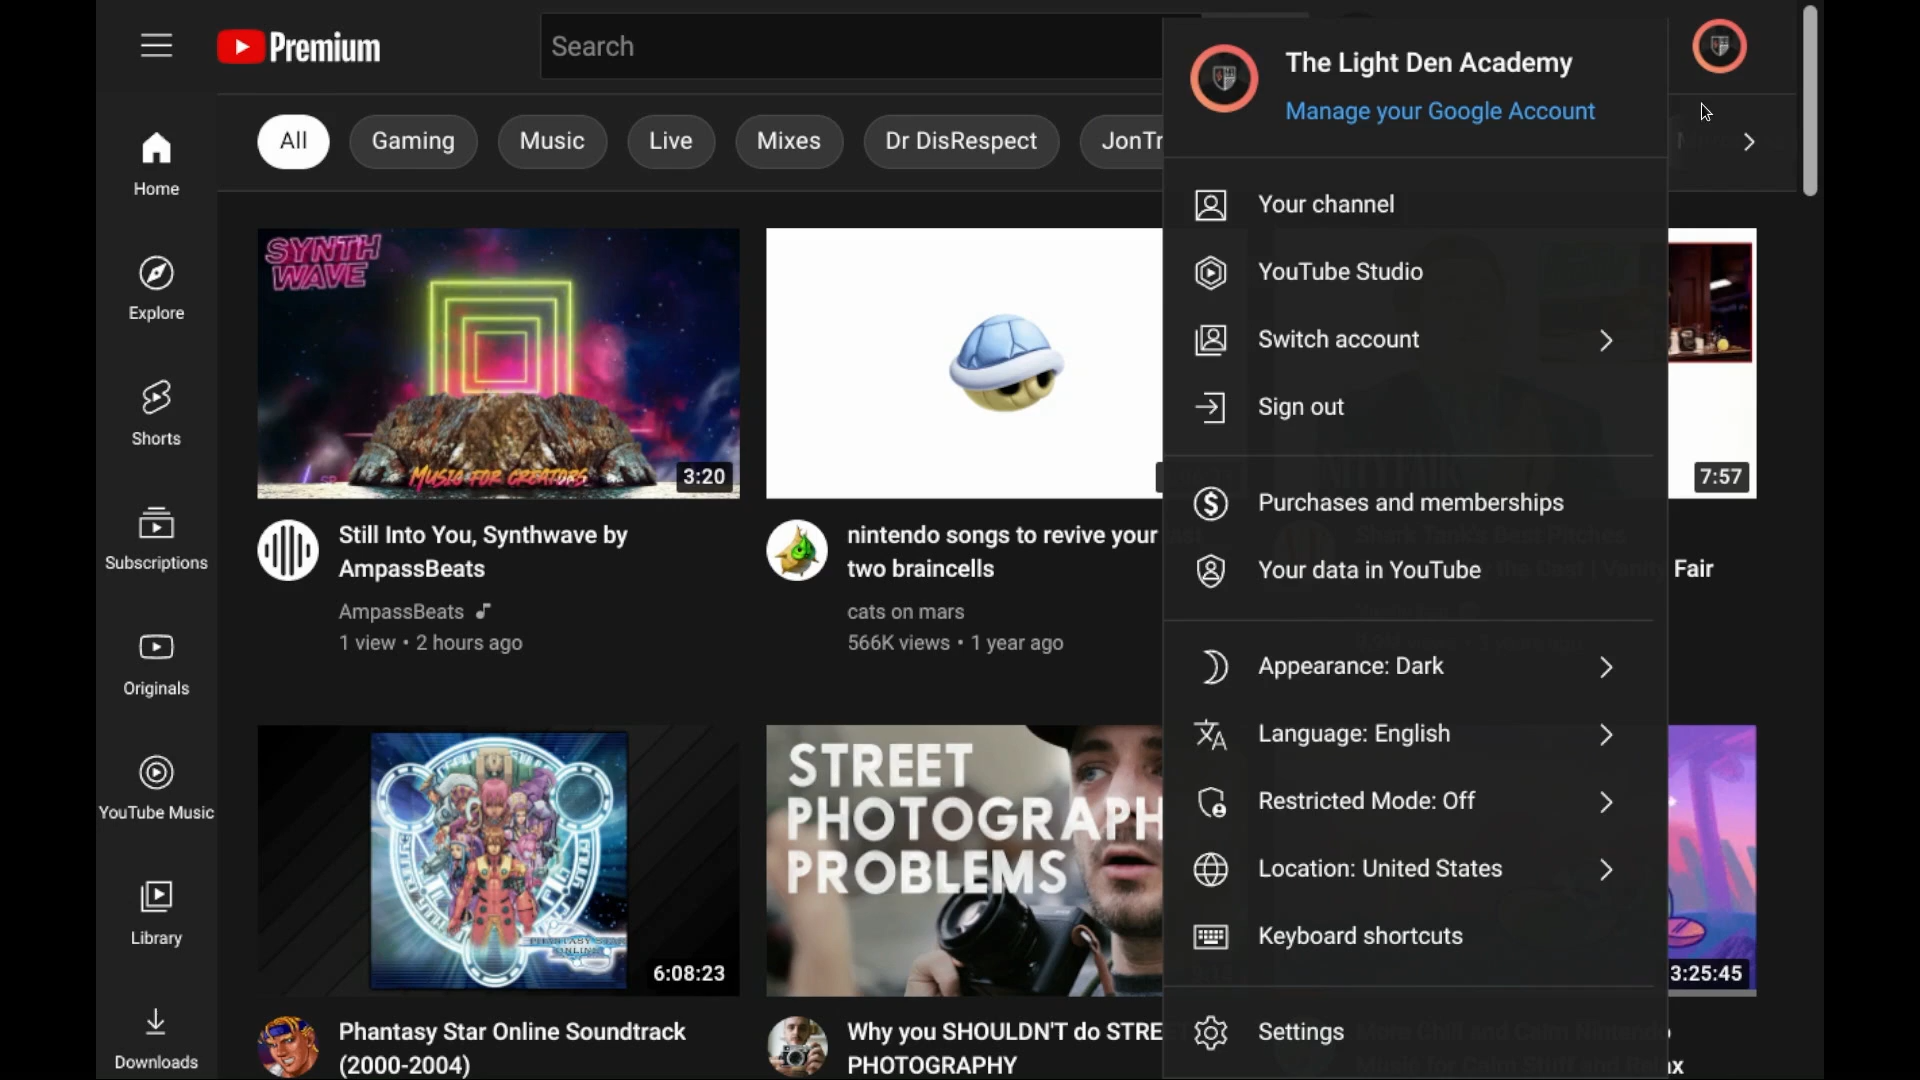 Premium
Search
The Light Den Academy
Manage your Google Account
All
Gaming
Music
Live
Mixes
Dr DisRespect
JonTr
Home
Explore
Shorts
Subscriptions
Originals
YouTube Music
Library
Downloads
SYNTH
WAVE
MUSIC FOR CREATORS
3:20
Still Into You, Synthwave by
AmpassBeats
AmpassBeats
1 view • 2 hours ago
nintendo songs to revive your
two braincells
cats on mars
566K views • 1 year ago
7:57
Fair
Your channel
YouTube Studio
Switch account
Sign out
Purchases and memberships
Your data in YouTube
Appearance: Dark
Language: English
Restricted Mode: Off
Location: United States
Keyboard shortcuts
Settings
PHANTASY STAR
ONLINE
6:08:23
Phantasy Star Online Soundtrack
(2000-2004)
STREET
PHOTOGRAPH
PROBLEMS
Why you SHOULDN'T do STRE
PHOTOGRAPHY
3:25:45